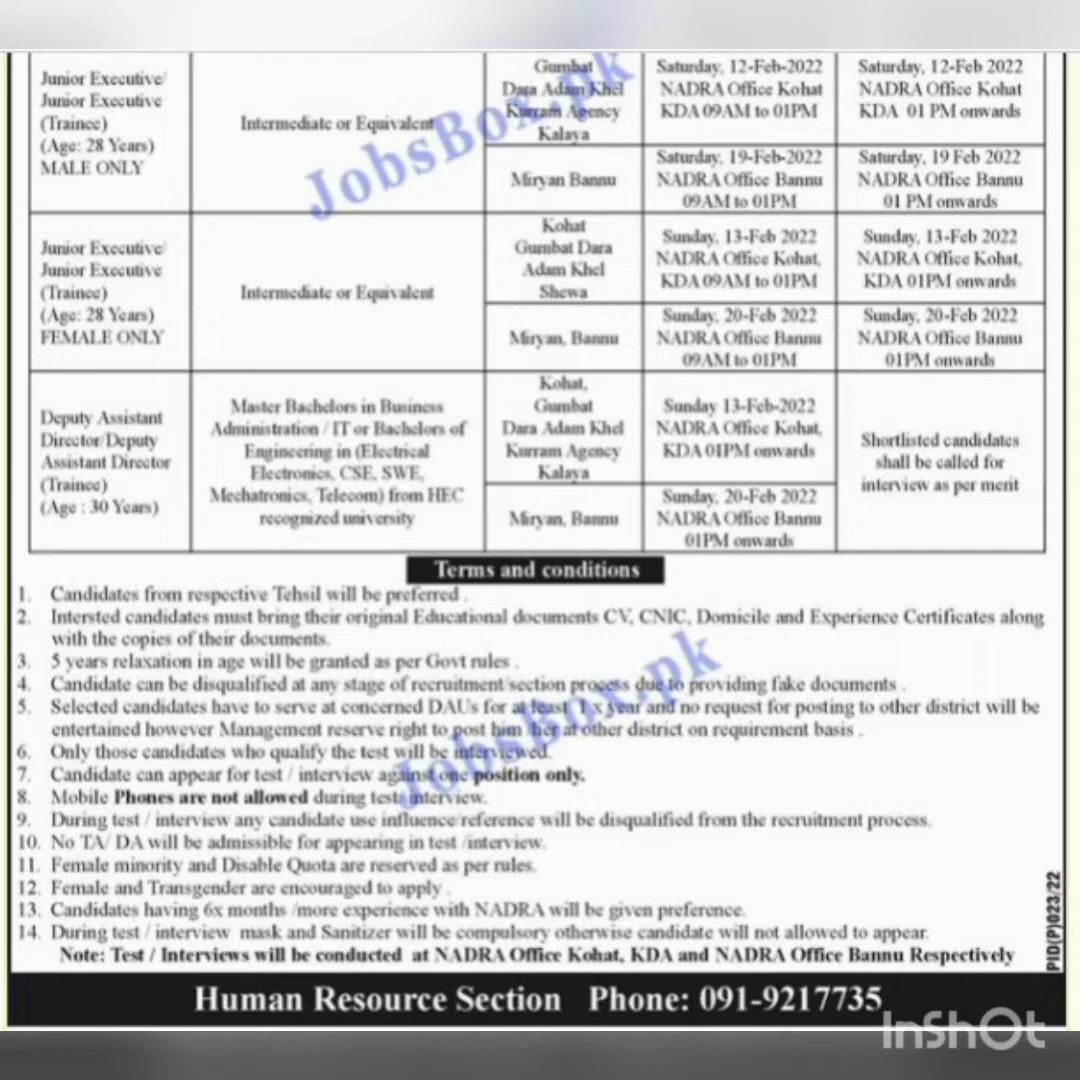 Junior Executive/
Junior Executive
(Trainee)
(Age: 28 Years)
MALE ONLY
Intermediate or Equivalent
Gumbat
Dara Adam Khel
Kurram Agency
Kalaya
Saturday, 12-Feb-2022
NADRA Office Kohat
KDA 09AM to 01PM
Saturday, 12-Feb 2022
NADRA Office Kohat
KDA 01 PM onwards
Miryan Bannu
Saturday, 19-Feb-2022
NADRA Office Bannu
09AM to 01PM
Saturday, 19 Feb 2022
NADRA Office Bannu
01 PM onwards
Junior Executive/
Junior Executive
(Trainee)
(Age: 28 Years)
FEMALE ONLY
Intermediate or Equivalent
Kohat
Gumbat Dara
Adam Khel
Shewa
Sunday, 13-Feb 2022
NADRA Office Kohat,
KDA 09AM to 01PM
Sunday, 13-Feb 2022
NADRA Office Kohat,
KDA 01PM onwards
Miryan, Bannu
Sunday, 20-Feb 2022
NADRA Office Bannu
09AM to 01PM
Sunday, 20-Feb 2022
NADRA Office Bannu
01PM onwards
Deputy Assistant
Director/Deputy
Assistant Director
(Trainee)
(Age : 30 Years)
Master Bachelors in Business
Administration / IT or Bachelors of
Engineering in (Electrical
Electronics, CSE, SWE,
Mechatronics, Telecom) from HEC
recognized university
Kohat,
Gumbat
Dara Adam Khel
Kurram Agency
Kalaya
Sunday 13-Feb-2022
NADRA Office Kohat,
KDA 01PM onwards
Shortlisted candidates
shall be called for
interview as per merit
Miryan, Bannu
Sunday, 20-Feb 2022
NADRA Office Bannu
01PM onwards
Terms and conditions
1. Candidates from respective Tehsil will be preferred .
2. Intersted candidates must bring their original Educational documents CV, CNIC, Domicile and Experience Certificates along
with the copies of their documents.
3. 5 years relaxation in age will be granted as per Govt rules .
4. Candidate can be disqualified at any stage of recruitment/section process due to providing fake documents .
5. Selected candidates have to serve at concerned DAUs for at least 1 x year and no request for posting to other district will be
entertained however Management reserve right to post him /her at other district on requirement basis .
6. Only those candidates who qualify the test will be interviewed.
7. Candidate can appear for test / interview against one position only.
8. Mobile Phones are not allowed during test/ interview.
9. During test / interview any candidate use influence/reference will be disqualified from the recruitment process.
10. No TA/ DA will be admissible for appearing in test /interview.
11. Female minority and Disable Quota are reserved as per rules.
12. Female and Transgender are encouraged to apply .
13. Candidates having 6x months /more experience with NADRA will be given preference.
14. During test / interview mask and Sanitizer will be compulsory otherwise candidate will not allowed to appear.
Note: Test / Interviews will be conducted at NADRA Office Kohat, KDA and NADRA Office Bannu Respectively
PID(P)023/22
Human Resource Section Phone: 091-9217735
JobsBox.pk
JobsBox.pk
InShOt